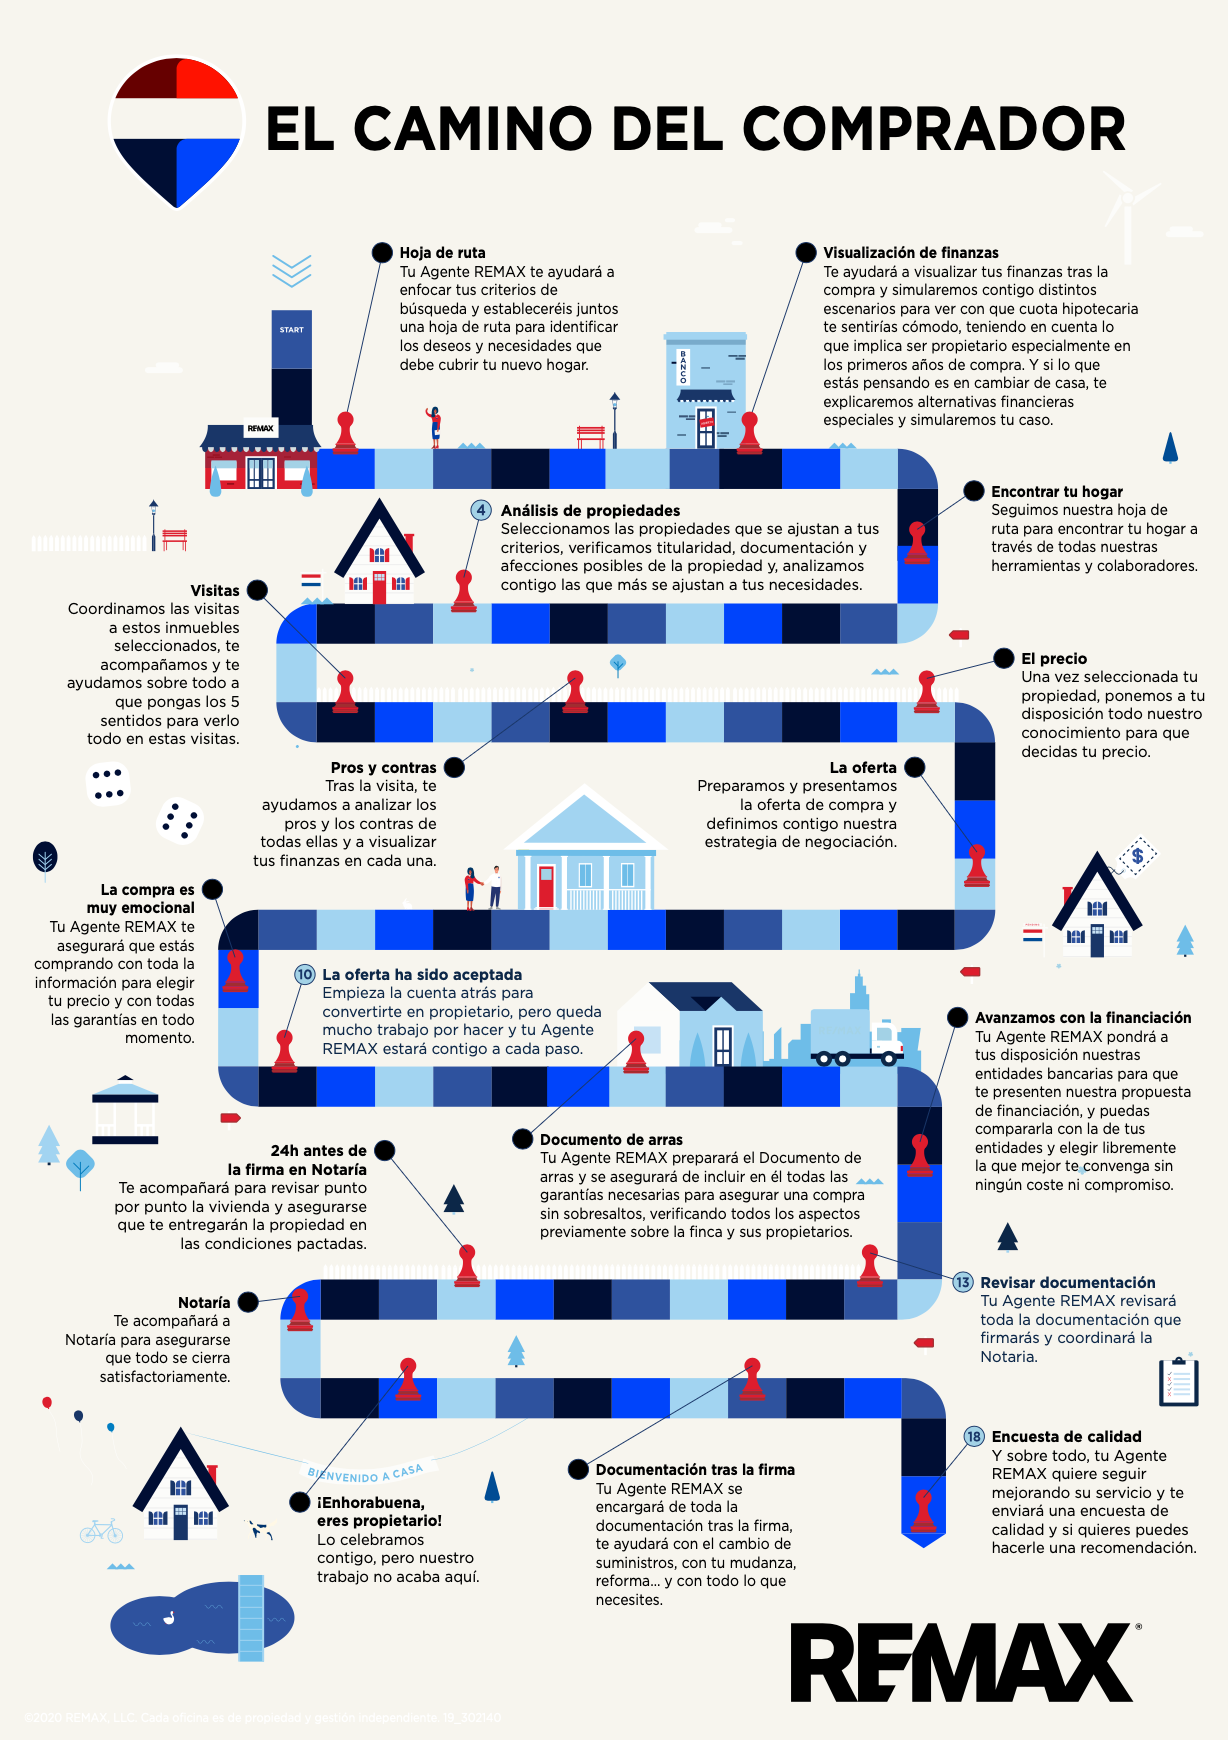 EL CAMINO DEL COMPRADOR
START
Hoja de ruta
Tu Agente REMAX te ayudará a
enfocar tus criterios de
búsqueda y estableceréis juntos
una hoja de ruta para identificar
los deseos y necesidades que
debe cubrir tu nuevo hogar.
Visualización de finanzas
Te ayudará a visualizar tus finanzas tras la
compra y simularemos contigo distintos
escenarios para ver con que cuota hipotecaria
te sentirías cómodo, teniendo en cuenta lo
que implica ser propietario especialmente en
los primeros años de compra. Y si lo que
estás pensando es en cambiar de casa, te
explicaremos alternativas financieras
especiales y simularemos tu caso.
BANCO
REMAX
Encontrar tu hogar
Seguimos nuestra hoja de
ruta para encontrar tu hogar a
través de todas nuestras
herramientas y colaboradores.
4
Análisis de propiedades
Seleccionamos las propiedades que se ajustan a tus
criterios, verificamos titularidad, documentación y
afecciones posibles de la propiedad y, analizamos
contigo las que más se ajustan a tus necesidades.
Visitas
Coordinamos las visitas
a estos inmuebles
seleccionados, te
acompañamos y te
ayudamos sobre todo a
que pongas los 5
sentidos para verlo
todo en estas visitas.
El precio
Una vez seleccionada tu
propiedad, ponemos a tu
disposición todo nuestro
conocimiento para que
decidas tu precio.
Pros y contras
Tras la visita, te
ayudamos a analizar los
pros y los contras de
todas ellas y a visualizar
tus finanzas en cada una.
La oferta
Preparamos y presentamos
la oferta de compra y
definimos contigo nuestra
estrategia de negociación.
$
La compra es
muy emocional
Tu Agente REMAX te
asegurará que estás
comprando con toda la
información para elegir
tu precio y con todas
las garantías en todo
momento.
10
La oferta ha sido aceptada
Empieza la cuenta atrás para
convertirte en propietario, pero queda
mucho trabajo por hacer y tu Agente
REMAX estará contigo a cada paso.
Avanzamos con la financiación
Tu Agente REMAX pondrá a
tus disposición nuestras
entidades bancarias para que
te presenten nuestra propuesta
de financiación, y puedas
compararla con la de tus
entidades y elegir libremente
la que mejor te convenga sin
ningún coste ni compromiso.
Documento de arras
Tu Agente REMAX preparará el Documento de
arras y se asegurará de incluir en él todas las
garantías necesarias para asegurar una compra
sin sobresaltos, verificando todos los aspectos
previamente sobre la finca y sus propietarios.
24h antes de
la firma en Notaría
Te acompañará para revisar punto
por punto la vivienda y asegurarse
que te entregarán la propiedad en
las condiciones pactadas.
13
Revisar documentación
Tu Agente REMAX revisará
toda la documentación que
firmarás y coordinará la
Notaria.
Notaría
Te acompañará a
Notaría para asegurarse
que todo se cierra
satisfactoriamente.
BIENVENIDO A CASA
¡Enhorabuena,
eres propietario!
Lo celebramos
contigo, pero nuestro
trabajo no acaba aquí.
Documentación tras la firma
Tu Agente REMAX se
encargará de toda la
documentación tras la firma,
te ayudará con el cambio de
suministros, con tu mudanza,
reforma... y con todo lo que
necesites.
18
Encuesta de calidad
Y sobre todo, tu Agente
REMAX quiere seguir
mejorando su servicio y te
enviará una encuesta de
calidad y si quieres puedes
hacerle una recomendación.
REMAX®
©2020 REMAX, LLC. Cada oficina es de propiedad y gestión independiente. 19_302140